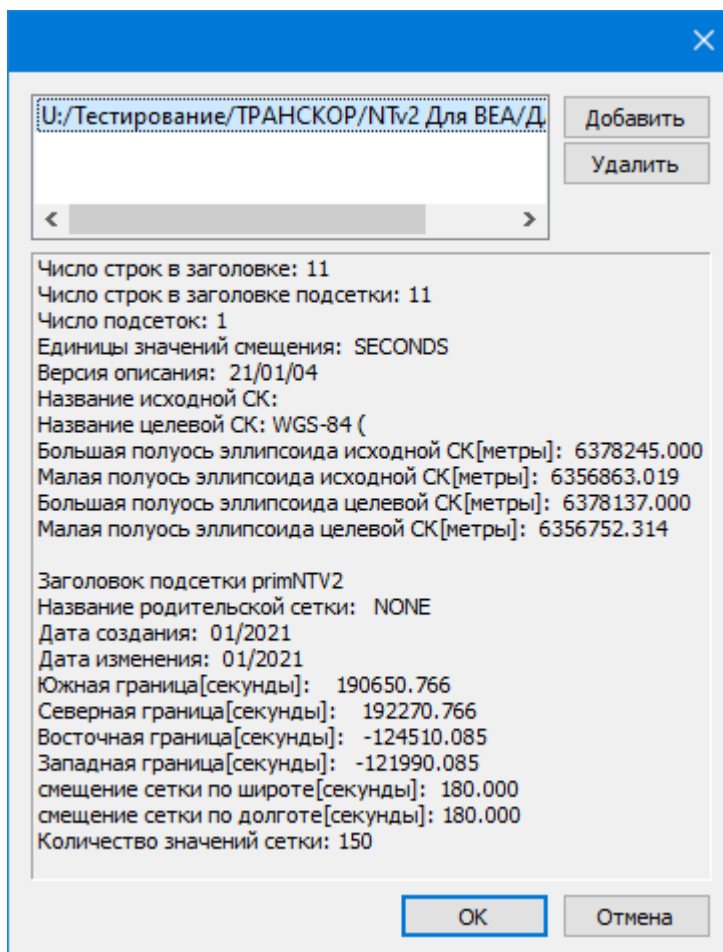 U:/Тестирование/ТРАНСКОР/NTv2 Для BEA/Д
Добавить
Удалить
Число строк в заголовке: 11
Число строк в заголовке подсетки: 11
Число подсеток: 1
Единицы значений смещения: SECONDS
Версия описания: 21/01/04
Название исходной СК:
Название целевой СК: WGS-84 (
Большая полуось эллипсоида исходной СК[метры]: 6378245.000
Малая полуось эллипсоида исходной СК[метры]: 6356863.019
Большая полуось эллипсоида целевой СК[метры]: 6378137.000
Малая полуось эллипсоида целевой СК[метры]: 6356752.314
Заголовок подсетки primNTV2
Название родительской сетки: NONE
Дата создания: 01/2021
Дата изменения: 01/2021
Южная граница[секунды]: 190650.766
Северная граница[секунды]: 192270.766
Восточная граница[секунды]: -124510.085
Западная граница[секунды]: -121990.085
смещение сетки по широте[секунды]: 180.000
смещение сетки по долготе[секунды]: 180.000
Количество значений сетки: 150
ОК
Отмена